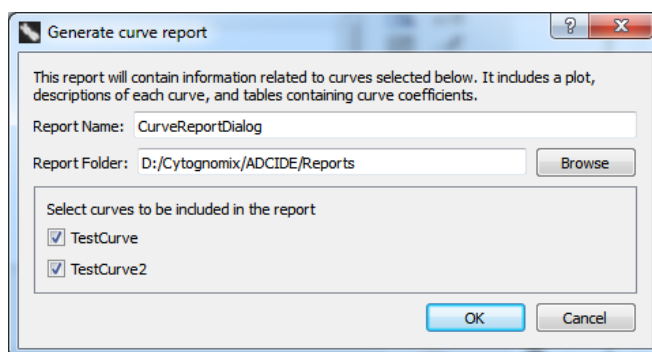 Generate curve report
This report will contain information related to curves selected below. It includes a plot,
descriptions of each curve, and tables containing curve coefficients.
Report Name: CurveReportDialog
Report Folder: D:/Cytognomix/ADCIDE/Reports Browse
Select curves to be included in the report
TestCurve
TestCurve2
OK Cancel